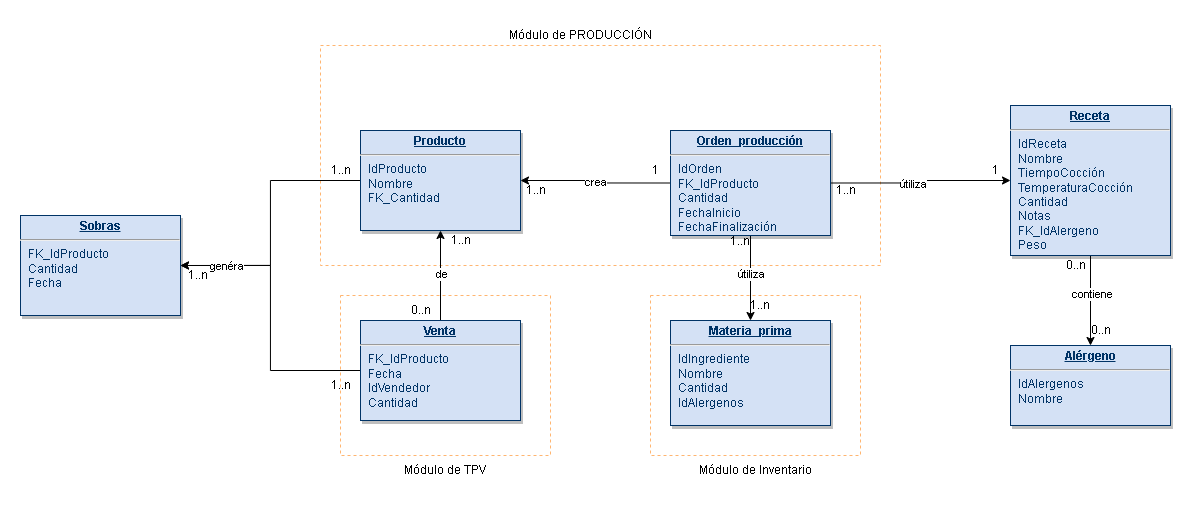 Módulo de PRODUCCIÓN
Producto
IdProducto
Nombre
FK_Cantidad
Orden_producción
IdOrden
FK_IdProducto
Cantidad
FechaInicio
FechaFinalización
Receta
IdReceta
Nombre
TiempoCocción
TemperaturaCocción
Cantidad
Notas
FK_IdAlergeno
Peso
1..n
1..n
crea
1
1..n
útiliza
1
Sobras
FK_IdProducto
Cantidad
Fecha
1..n
genéra
1..n
de
0..n
1..n
útiliza
1..n
0..n
contiene
0..n
Venta
FK_IdProducto
Fecha
IdVendedor
Cantidad
1..n
Materia_prima
IdIngrediente
Nombre
Cantidad
IdAlergenos
Alérgeno
IdAlergenos
Nombre
Módulo de TPV
Módulo de Inventario